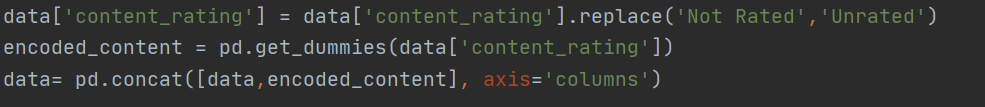 data['content_rating'] = data['content_rating'].replace('Not Rated','Unrated')
encoded_content = pd.get_dummies(data['content_rating'])
data= pd.concat([data,encoded_content], axis='columns')